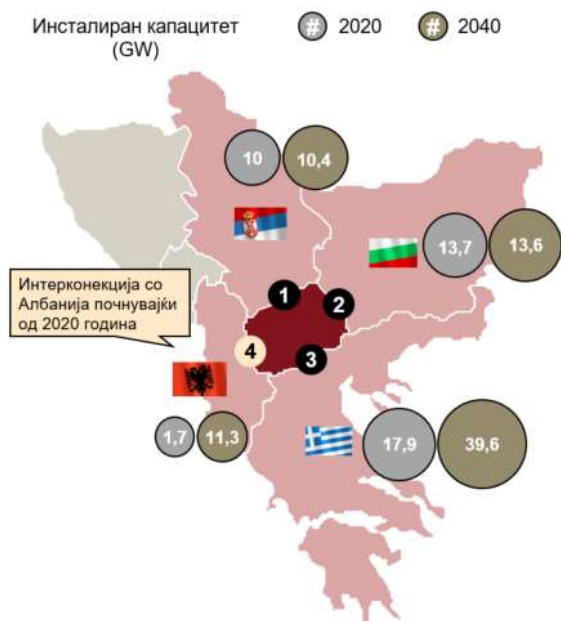 Инсталиран капацитет
(GW)
# 2020
# 2040
10
10,4
13,7
13,6
Интерконекција со
Албанија почнувајќи
од 2020 година
1
2
3
4
1,7
11,3
17,9
39,6